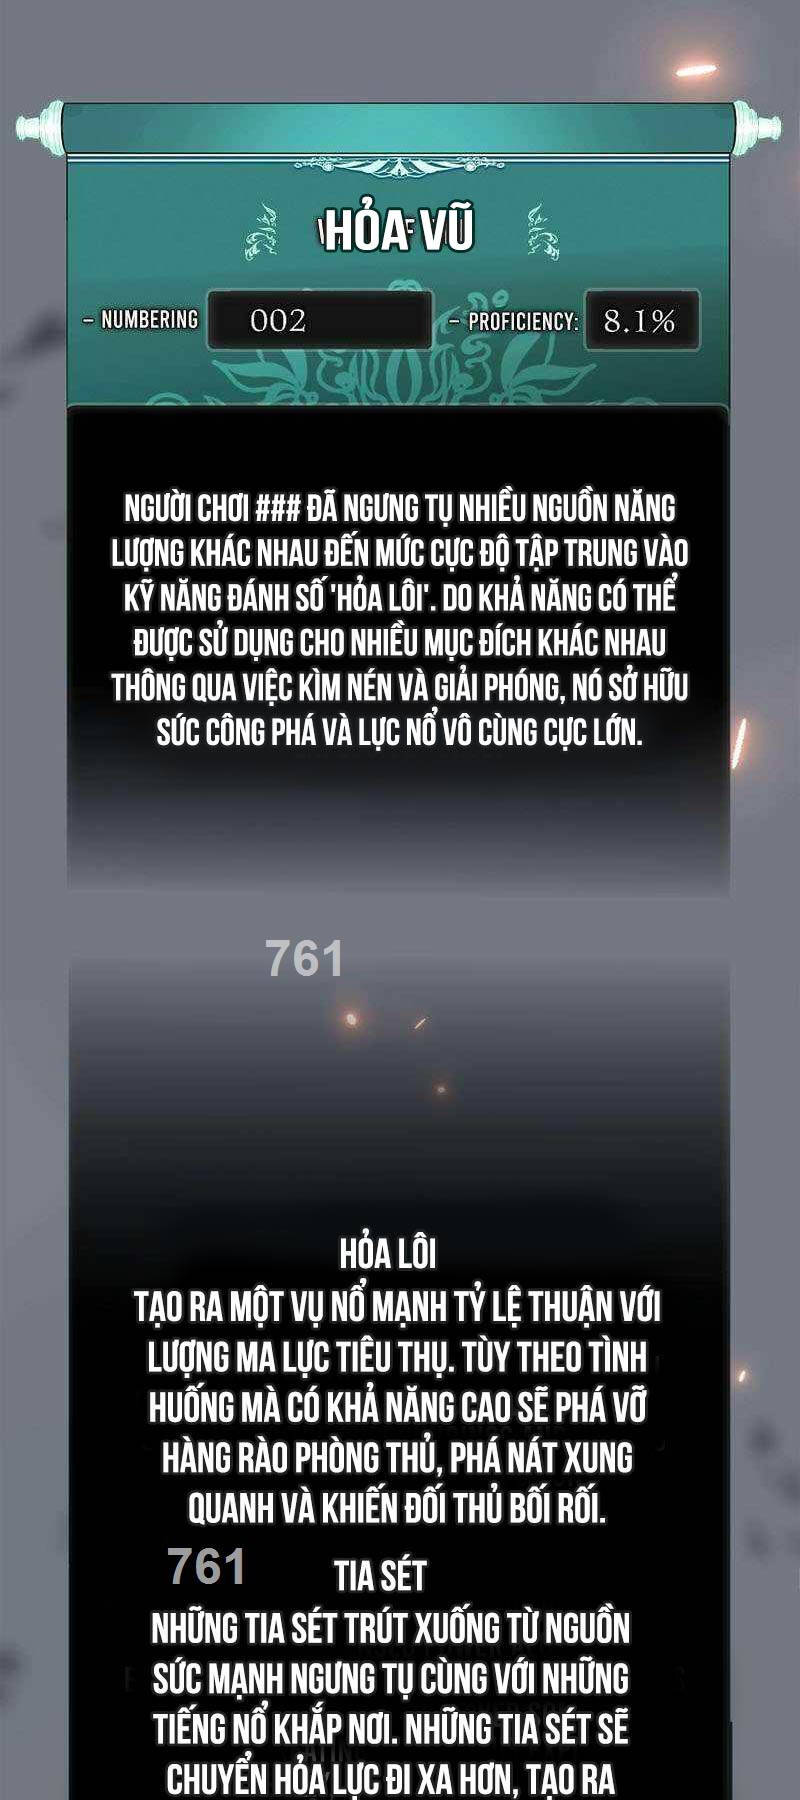 HỎA VŨ
- NUMBERING 002 - PROFICIENCY: 8.1%
NGƯỜI CHƠI ### ĐÃ NGƯNG TỤ NHIỀU NGUỒN NĂNG
LƯỢNG KHÁC NHAU ĐẾN MỨC CỰC ĐỘ TẬP TRUNG VÀO
KỸ NĂNG ĐÁNH SỐ 'HỎA LÔI'. DO KHẢ NĂNG CÓ THỂ
ĐƯỢC SỬ DỤNG CHO NHIỀU MỤC ĐÍCH KHÁC NHAU
THÔNG QUA VIỆC KÌM NÉN VÀ GIẢI PHÓNG, NÓ SỞ HỮU
SỨC CÔNG PHÁ VÀ LỰC NỔ VÔ CÙNG CỰC LỚN.
761
HỎA LÔI
TẠO RA MỘT VỤ NỔ MẠNH TỶ LỆ THUẬN VỚI
LƯỢNG MA LỰC TIÊU THỤ. TÙY THEO TÌNH
HUỐNG MÀ CÓ KHẢ NĂNG CAO SẼ PHÁ VỠ
HÀNG RÀO PHÒNG THỦ, PHÁ NÁT XUNG
QUANH VÀ KHIẾN ĐỐI THỦ BỐI RỐI.
761
TIA SÉT
NHỮNG TIA SÉT TRÚT XUỐNG TỪ NGUỒN
SỨC MẠNH NGƯNG TỤ CÙNG VỚI NHỮNG
TIẾNG NỔ KHẮP NƠI. NHỮNG TIA SÉT SẼ
CHUYỂN HỎA LỰC ĐI XA HƠN, TẠO RA